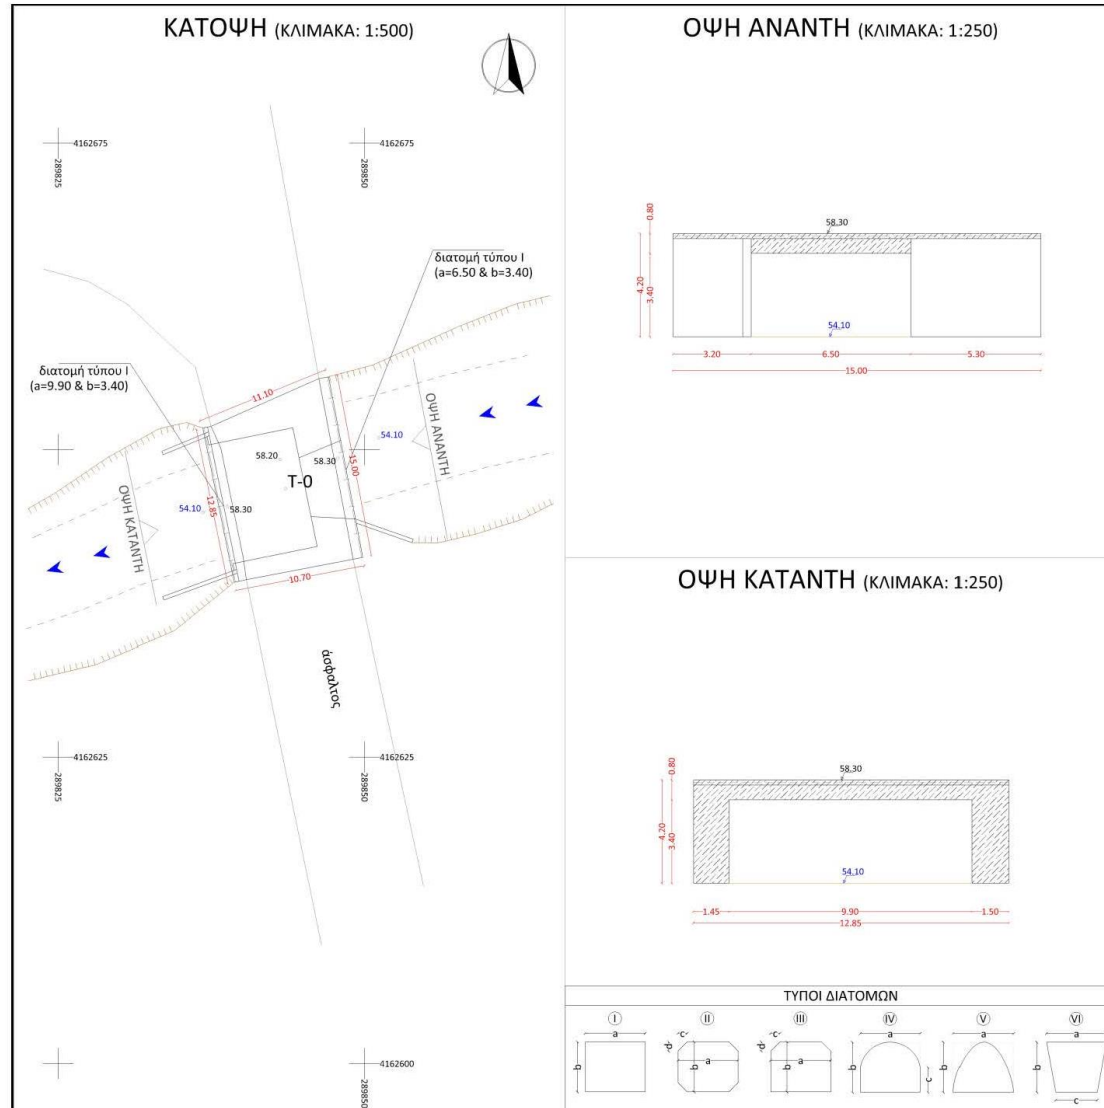 ΚΑΤΟΨΗ (ΚΛΙΜΑΚΑ: 1:500)
4162675
289825
4162675
289850
διατομή τύπου Ι
(a=6.50 & b=3.40)
διατομή τύπου Ι
(a=9.90 & b=3.40)
11.10
ΟΨΗ ΑΝΑΝΤΗ
54.10
58.20
58.30
15.00
Τ-0
ΟΨΗ ΚΑΤΑΝΤΗ
54.10
12.85
58.30
10.70
άσφαλτος
4162625
289825
4162625
289850
4162600
289850
ΟΨΗ ΑΝΑΝΤΗ (ΚΛΙΜΑΚΑ: 1:250)
0.80
58.30
4.20
3.40
54.10
3.20
6.50
5.30
15.00
ΟΨΗ ΚΑΤΑΝΤΗ (ΚΛΙΜΑΚΑ: 1:250)
0.80
58.30
4.20
3.40
54.10
1.45
9.90
1.50
12.85
ΤΥΠΟΙ ΔΙΑΤΟΜΩΝ
I
II
III
IV
V
VI
a
b
c
d
a
b
c
d
a
b
a
b
c
a
b
a
b
c